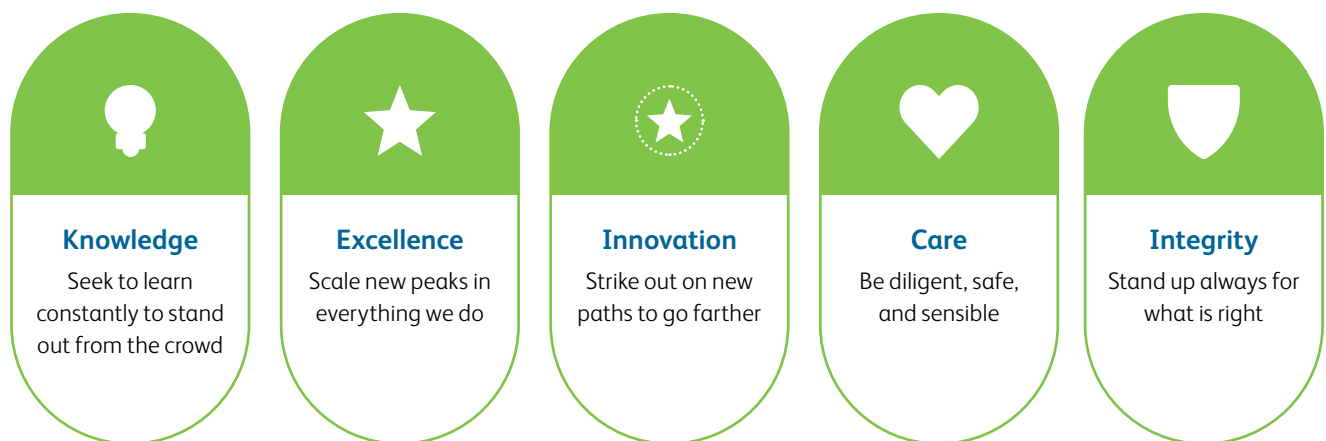 Knowledge
Seek to learn
constantly to stand
out from the crowd
Excellence
Scale new peaks in
everything we do
Innovation
Strike out on new
paths to go farther
Care
Be diligent, safe,
and sensible
Integrity
Stand up always for
what is right